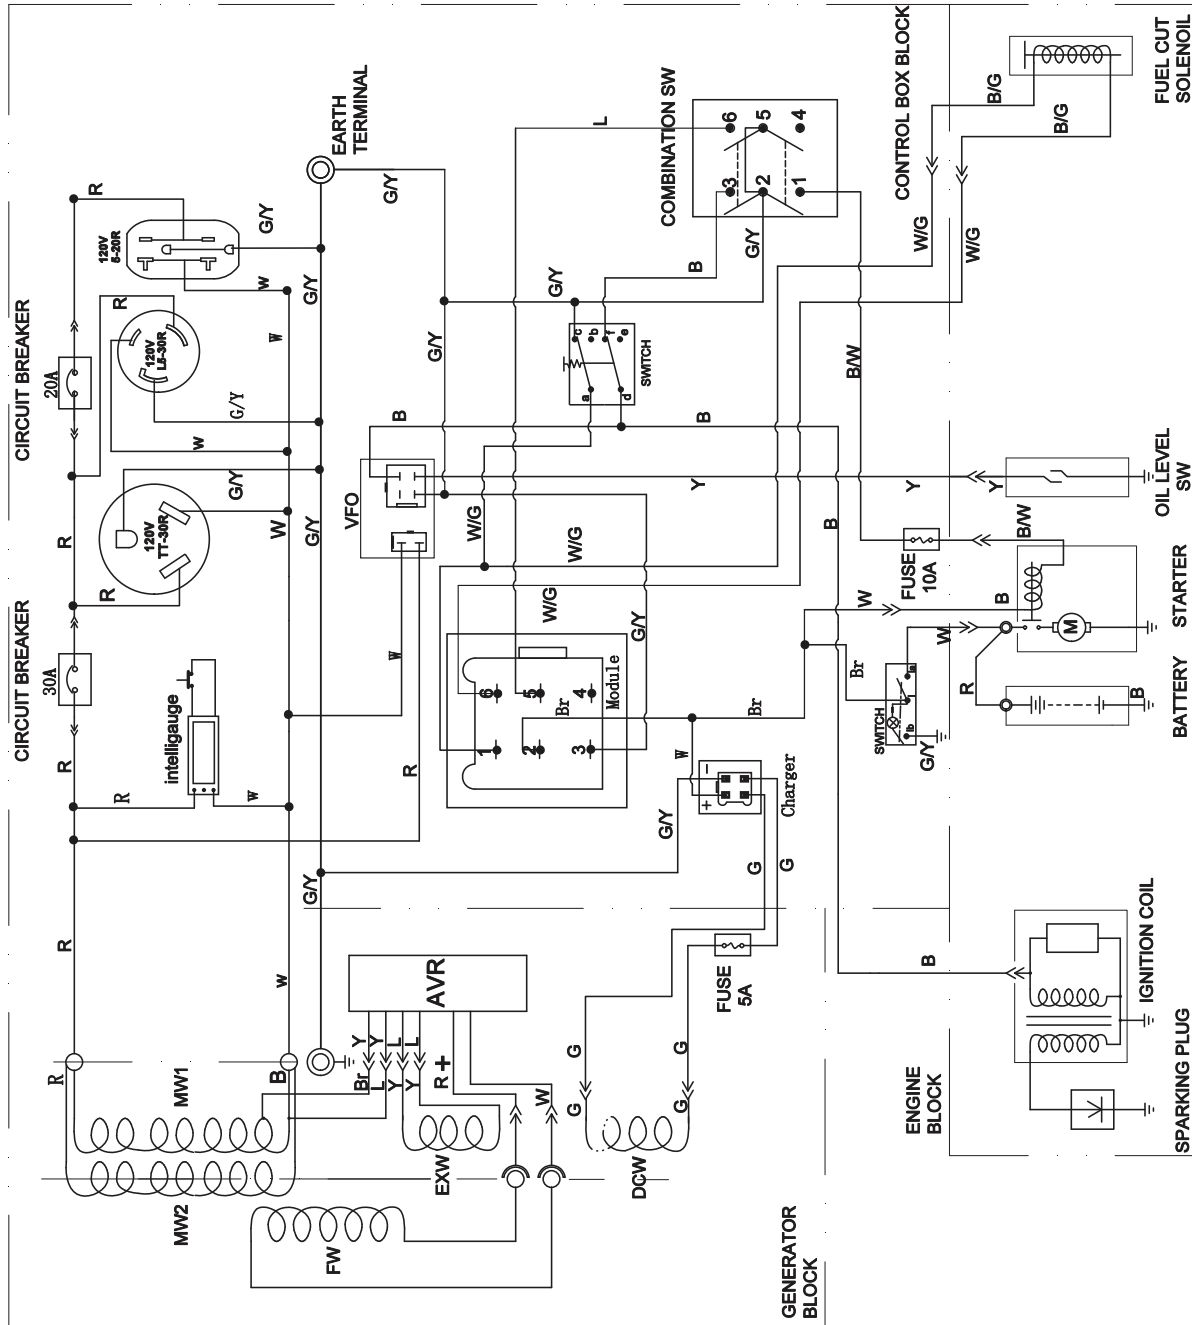 CIRCUIT BREAKER
30A
CIRCUIT BREAKER
20A
R
MW1
MW2
B
R
R
R
R
R
R
R
intelligauge
R
w
120V
TT-30R
120V
L5-30R
120V
5-20R
w
W
w
W
w
G/Y
G/Y
G/Y
G/Y
G/Y
G/Y
EARTH
TERMINAL
G/Y
G/Y
AVR
Y
Y
L
L
Br
L
Y
Y
R
+
W
EXW
FW
DCW
G
G
G
G
FUSE
5A
G
G
GENERATOR
BLOCK
VFO
B
W
R
Module
1
2
3
4
5
6
Br
W/G
W/G
W/G
G/Y
Charger
+
-
W
G/Y
Br
SWITCH
a
b
c
d
e
f
G/Y
B
B
L
COMBINATION SW
1
2
3
4
5
6
G/Y
B/W
CONTROL BOX BLOCK
W/G
W/G
B/G
B/G
FUEL CUT
SOLENOIL
Y
Y
Y
OIL LEVEL
SW
B
FUSE
10A
B/W
W
B
M
STARTER
SWITCH
Br
W
G/Y
R
B
BATTERY
B
IGNITION COIL
SPARKING PLUG
ENGINE
BLOCK